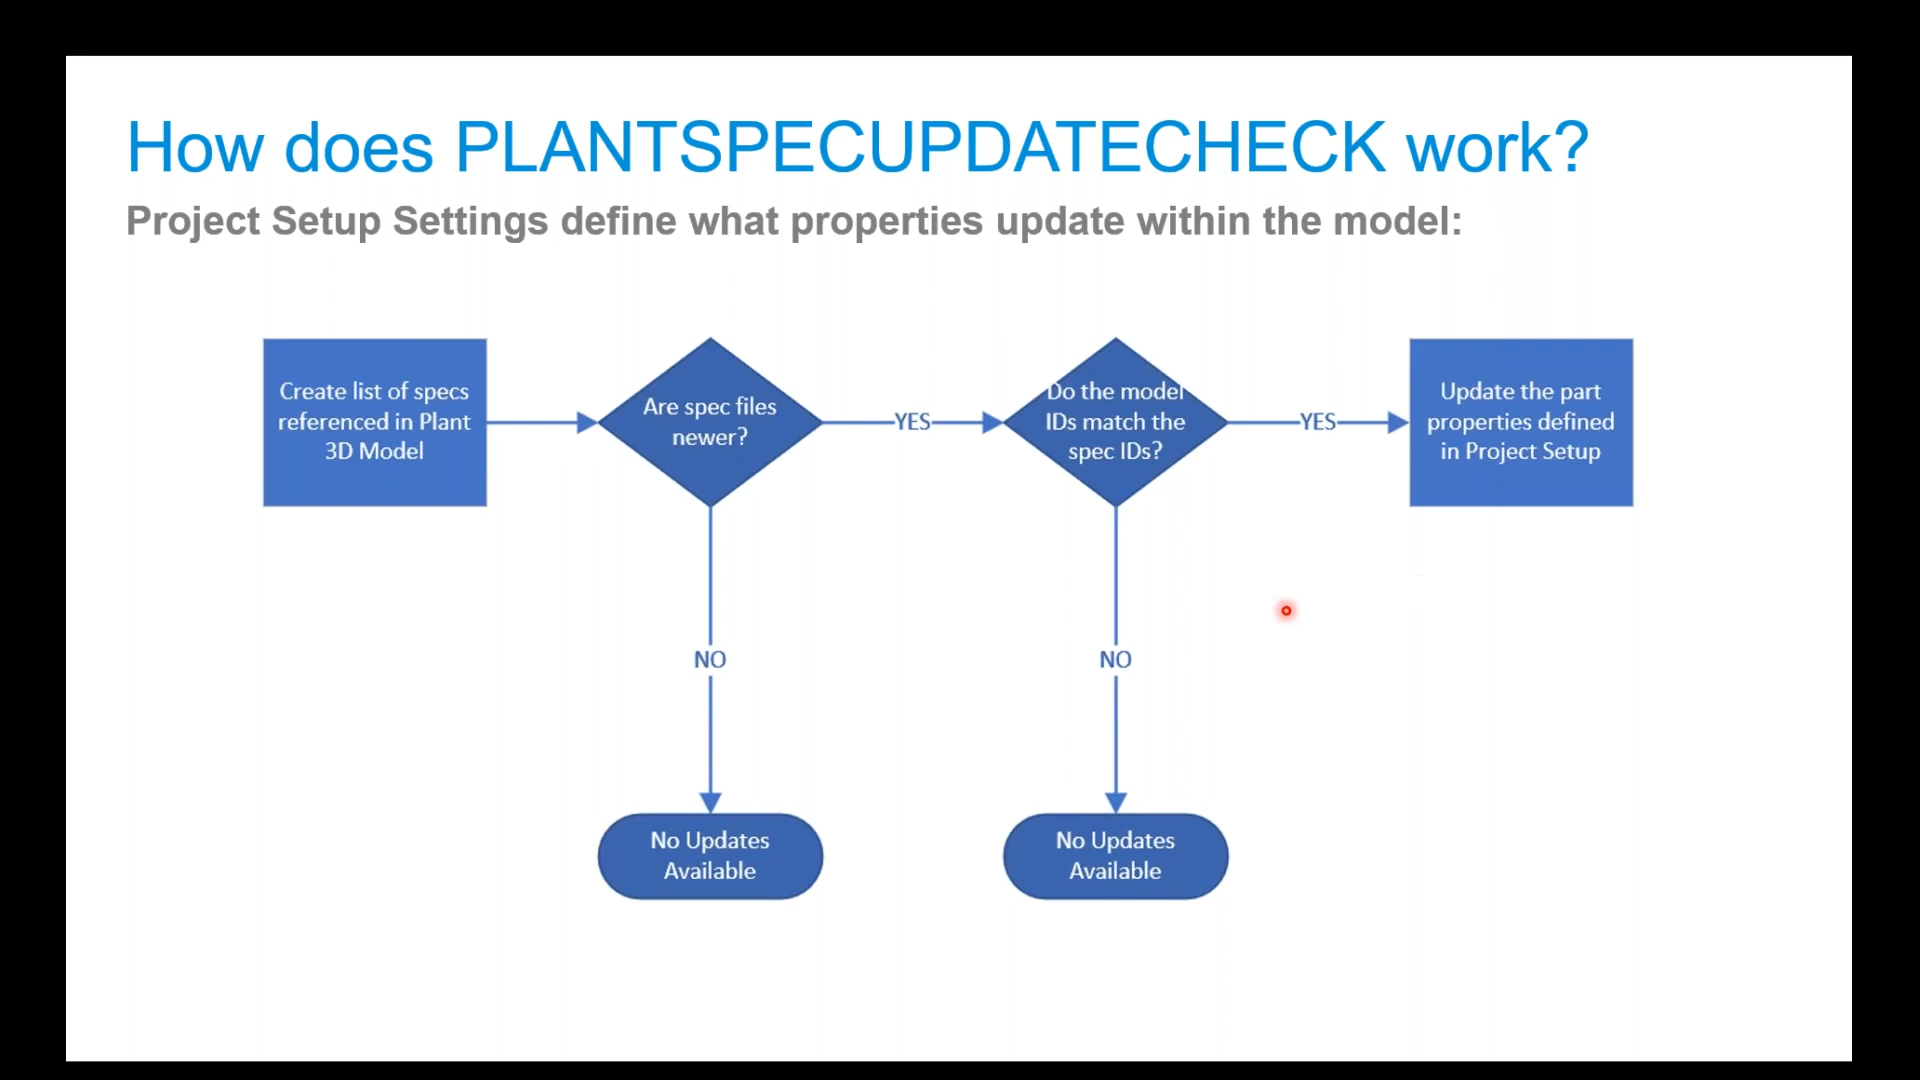 How does PLANTSPECUPDATECHECK work?
Project Setup Settings define what properties update within the model:
Create list of specs
referenced in Plant
3D Model
Are spec files
newer?
YES
Do the model
IDs match the
spec IDs?
YES
Update the part
properties defined
in Project Setup
NO
NO
No Updates
Available
No Updates
Available